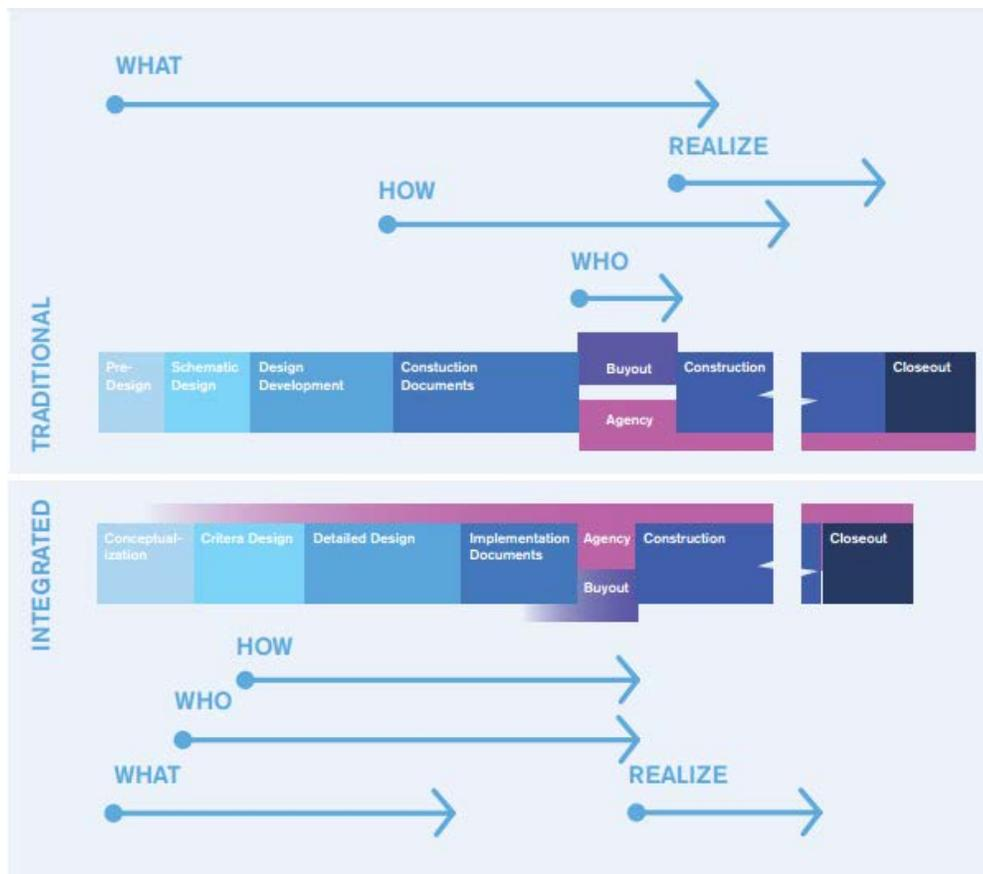 WHAT
REALIZE
HOW
WHO
TRADITIONAL
Pre-
Design
Schematic
Design
Design
Development
Constuction
Documents
Buyout
Agency
Construction
Closeout
INTEGRATED
Conceptual-
ization
Critera Design
Detailed Design
Implementation
Documents
Agency
Buyout
Construction
Closeout
HOW
WHO
WHAT
REALIZE